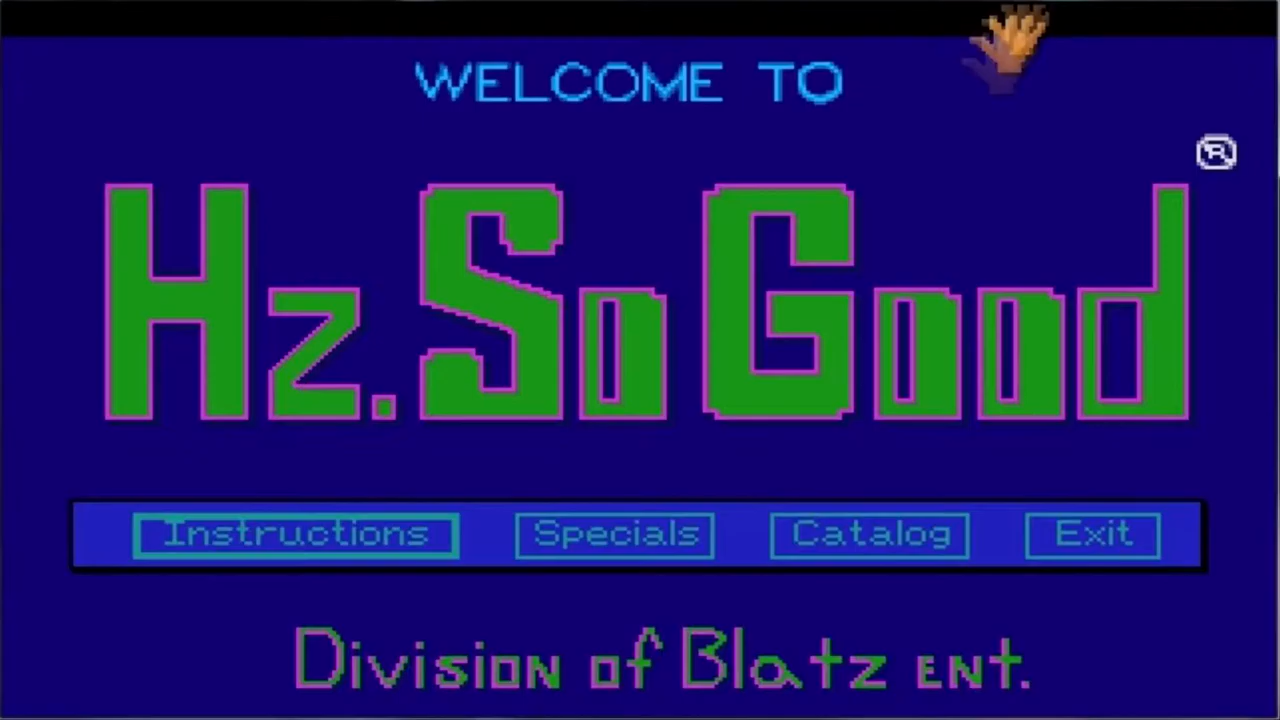 WELCOME TO
Hz. So Good
®
Instructions Specials Catalog Exit
Division of Blatz ENT.